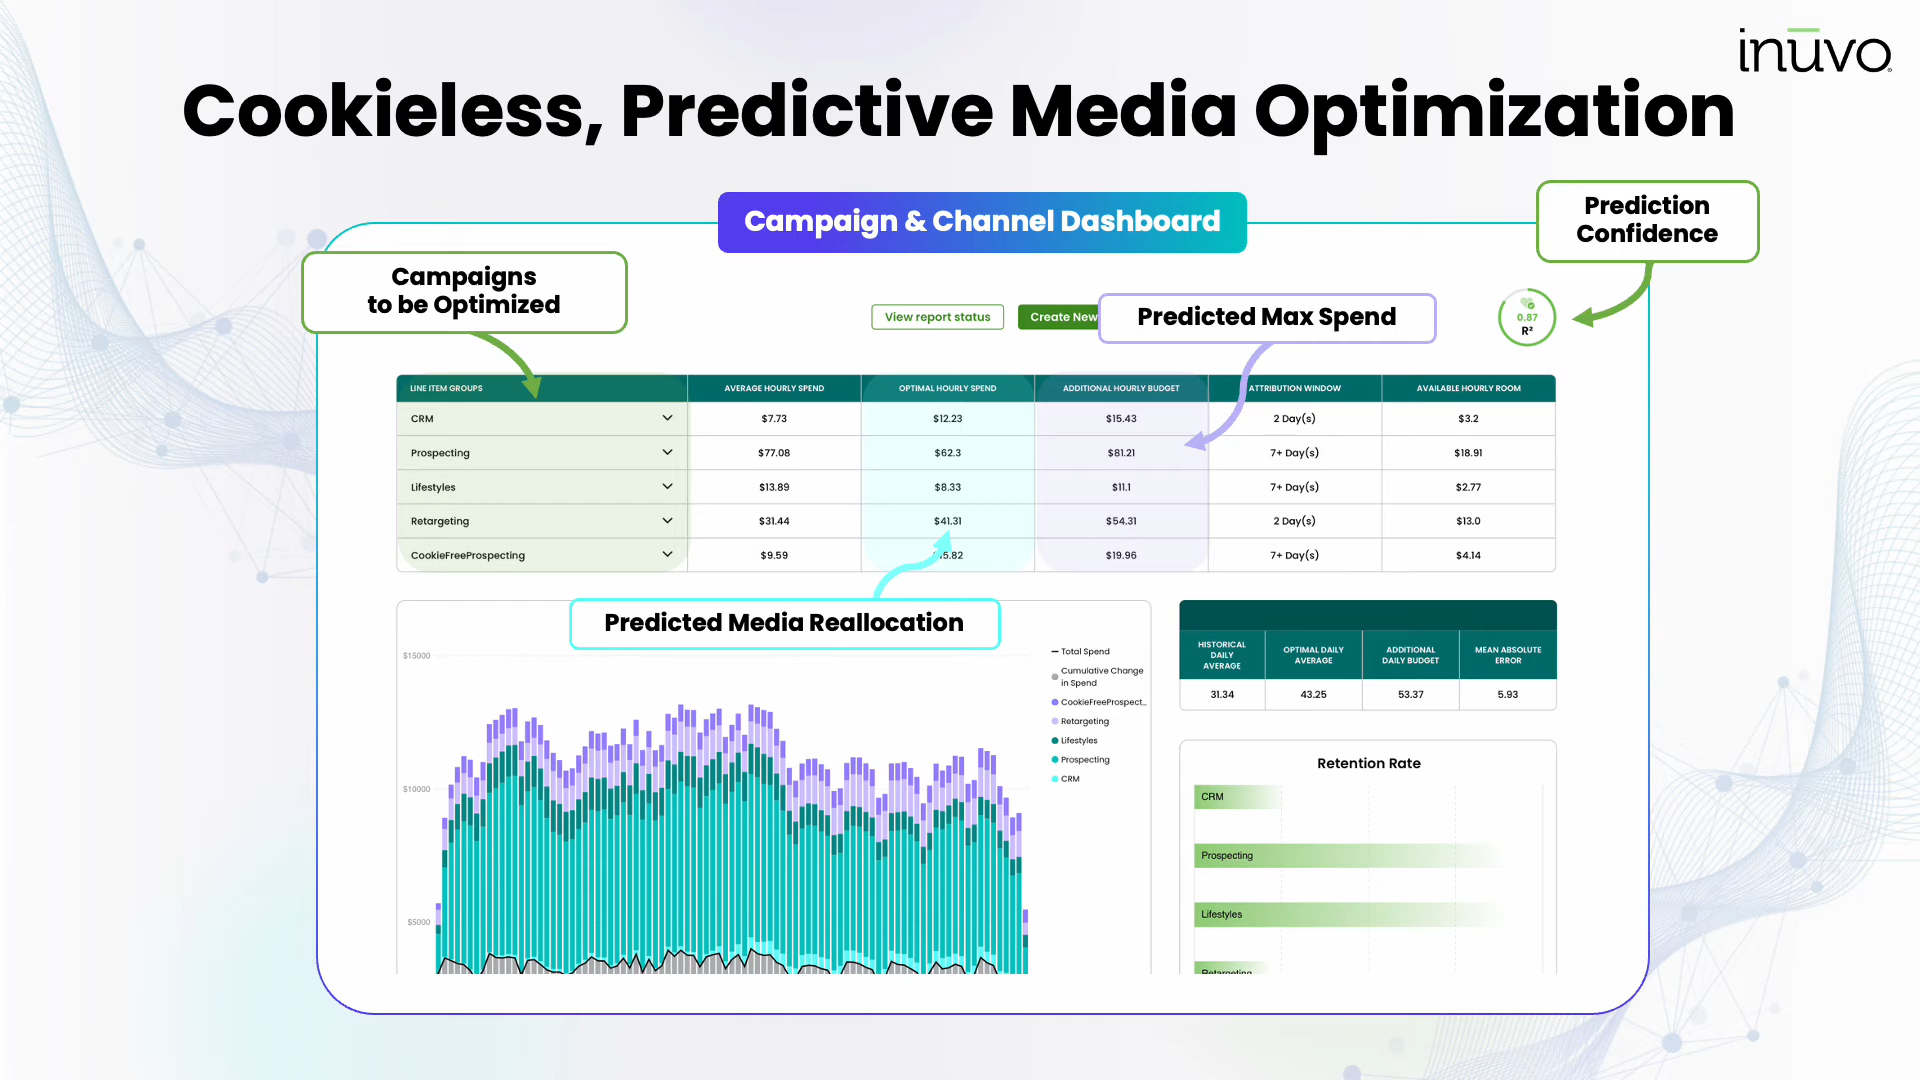 inuvo
Cookieless, Predictive Media Optimization
Campaign & Channel Dashboard
Prediction
Confidence
Campaigns
to be Optimized
View report status
Create New
Predicted Max Spend
0.87
R²
LINE ITEM GROUPS AVERAGE HOURLY SPEND OPTIMAL HOURLY SPEND ADDITIONAL HOURLY BUDGET ATTRIBUTION WINDOW AVAILABLE HOURLY ROOM
CRM $7.73 $12.23 $15.43 2 Day(s) $3.2
Prospecting $77.08 $62.3 $81.21 7+ Day(s) $18.91
Lifestyles $13.89 $8.33 $11.1 7+ Day(s) $2.77
Retargeting $31.44 $41.31 $54.31 2 Day(s) $13.0
CookieFreeProspecting $9.59 5.82 $19.96 7+ Day(s) $4.14
Predicted Media Reallocation
$15000
$10000
$5000
Total Spend
Cumulative Change
in Spend
CookieFreeProspect...
Retargeting
Lifestyles
Prospecting
CRM
HISTORICAL
DAILY
AVERAGE
OPTIMAL DAILY
AVERAGE
ADDITIONAL
DAILY BUDGET
MEAN ABSOLUTE
ERROR
31.34 43.25 53.37 5.93
Retention Rate
CRM
Prospecting
Lifestyles
Retargeting